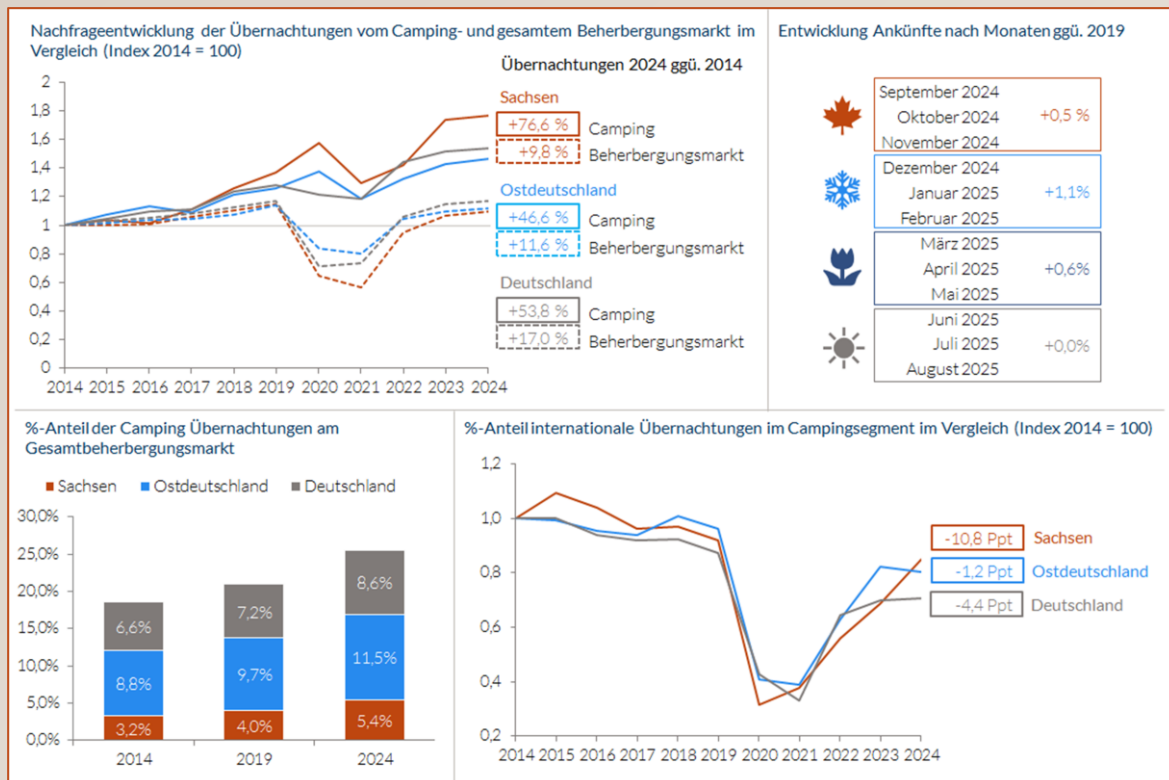 Nachfrageentwicklung der Übernachtungen vom Camping- und gesamtem Beherbergungsmarkt im
Vergleich (Index 2014 = 100)
Übernachtungen 2024 ggü. 2014
2
1,8
1,6
1,4
1,2
1
0,8
0,6
0,4
0,2
0
2014 2015 2016 2017 2018 2019 2020 2021 2022 2023 2024
Sachsen
+76,6 % Camping
+9,8 % Beherbergungsmarkt
Ostdeutschland
+46,6 % Camping
+11,6 % Beherbergungsmarkt
Deutschland
+53,8 % Camping
+17,0 % Beherbergungsmarkt
Entwicklung Ankünfte nach Monaten ggü. 2019
September 2024
Oktober 2024 +0,5 %
November 2024
Dezember 2024
Januar 2025 +1,1%
Februar 2025
März 2025
April 2025 +0,6%
Mai 2025
Juni 2025
Juli 2025 +0,0%
August 2025
%-Anteil der Camping Übernachtungen am
Gesamtbeherbergungsmarkt
Sachsen Ostdeutschland Deutschland
30,0%
25,0%
20,0%
15,0%
10,0%
5,0%
0,0%
6,6% 7,2% 8,6%
8,8% 9,7% 11,5%
3,2% 4,0% 5,4%
2014 2019 2024
%-Anteil internationale Übernachtungen im Campingsegment im Vergleich (Index 2014 = 100)
1,2
1,0
0,8
0,6
0,4
0,2
2014 2015 2016 2017 2018 2019 2020 2021 2022 2023 2024
-10,8 Ppt Sachsen
-1,2 Ppt Ostdeutschland
-4,4 Ppt Deutschland